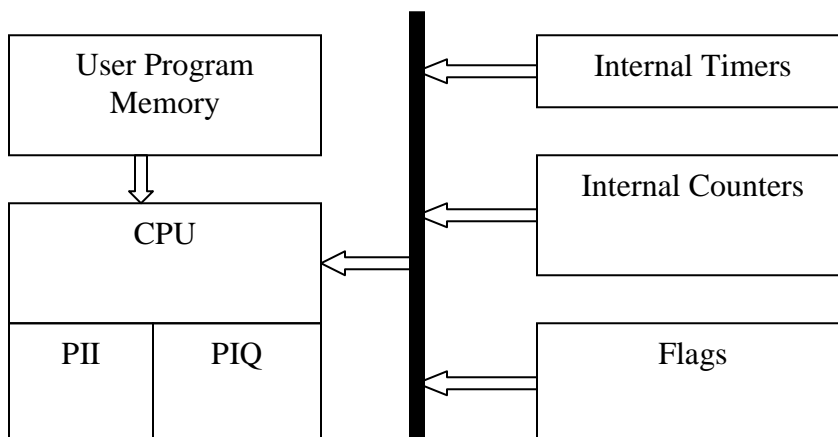 User Program
Memory
CPU
PII
PIQ
Internal Timers
Internal Counters
Flags